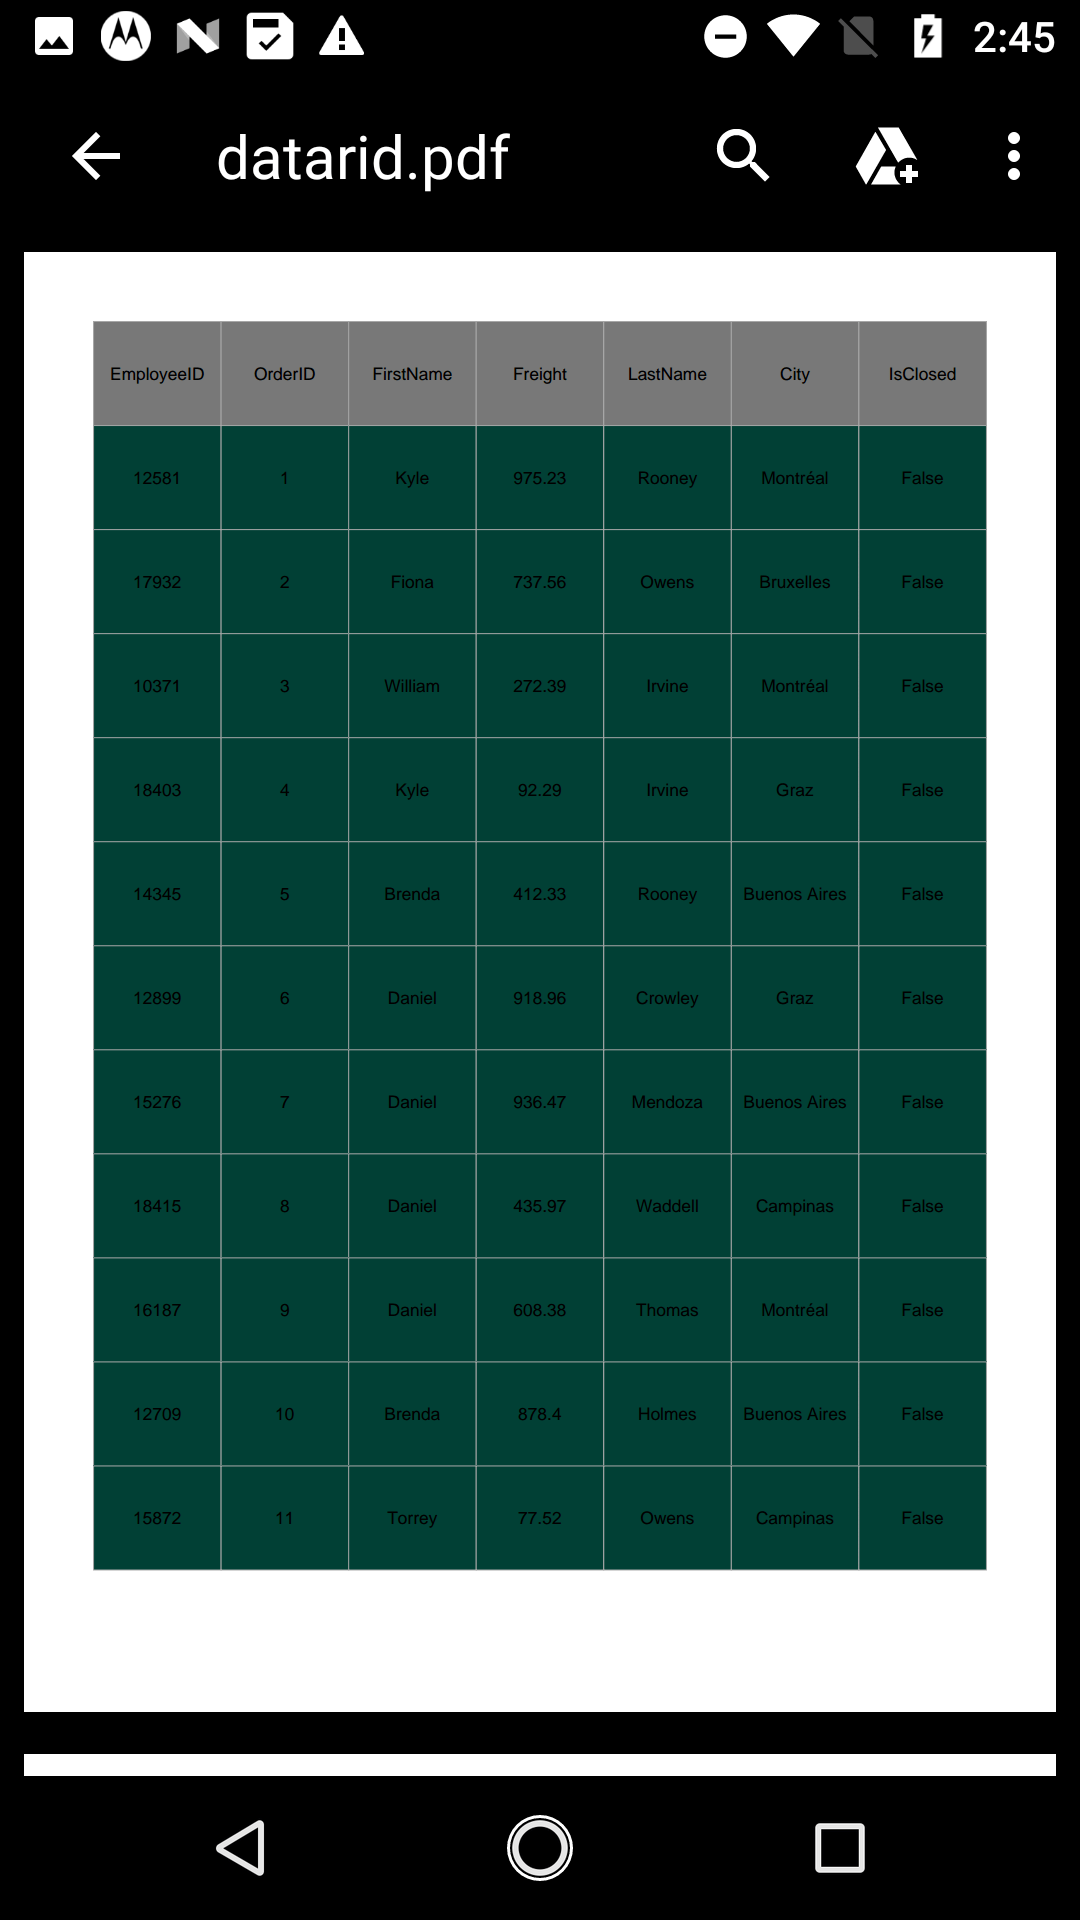 2:45
datarid.pdf
EmployeeID OrderID FirstName Freight LastName City IsClosed
12581 1 Kyle 975.23 Rooney Montréal False
17932 2 Fiona 737.56 Owens Bruxelles False
10371 3 William 272.39 Irvine Montréal False
18403 4 Kyle 92.29 Irvine Graz False
14345 5 Brenda 412.33 Rooney Buenos Aires False
12899 6 Daniel 918.96 Crowley Graz False
15276 7 Daniel 936.47 Mendoza Buenos Aires False
18415 8 Daniel 435.97 Waddell Campinas False
16187 9 Daniel 608.38 Thomas Montréal False
12709 10 Brenda 878.4 Holmes Buenos Aires False
15872 11 Torrey 77.52 Owens Campinas False